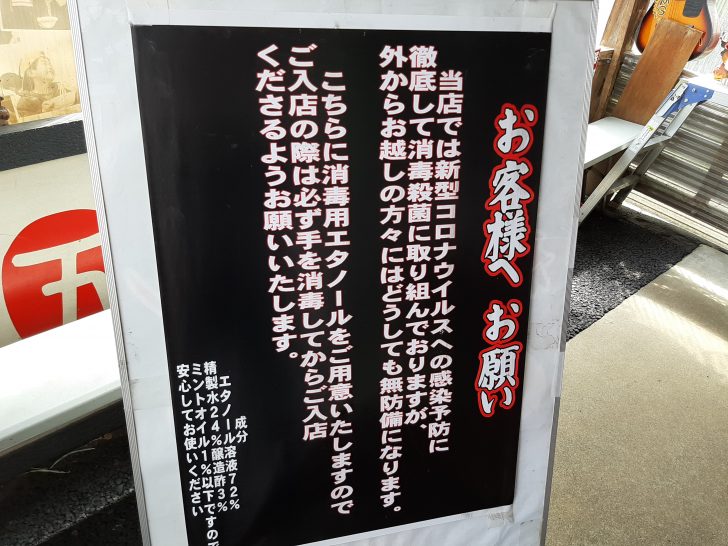 お客様へ お願い
当店では新型コロナウイルスへの感染予防に
徹底して消毒殺菌に取り組んでおりますが、
外からお越しの方々にはどうしても無防備になります。
こちらに消毒用エタノールをご用意いたしますので
ご入店の際は必ず手を消毒してからご入店
くださるようお願いいたします。
成分
エタノール溶液72%
精製水24%醸造酢3%
ミントオイル1%以下ですので
安心してお使いください